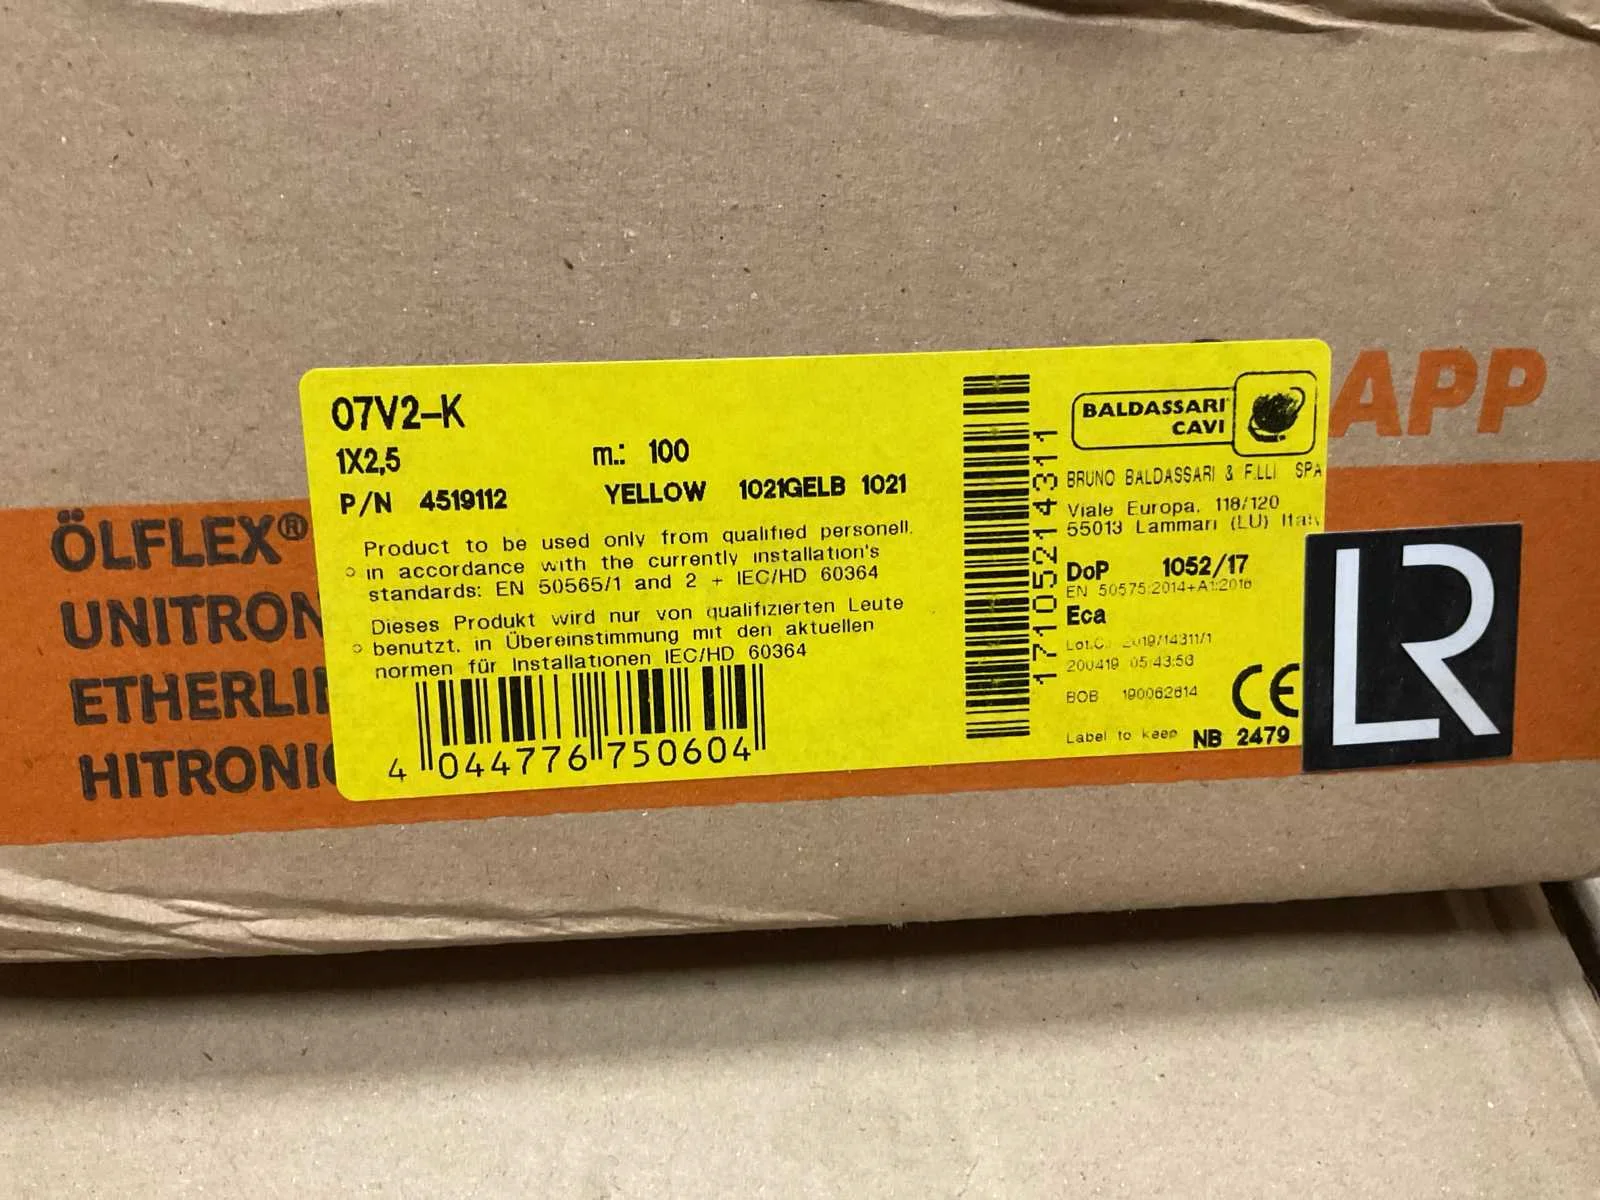 07V2-K
1X2,5
m.: 100
P/N 4519112
YELLOW 1021GELB 1021
Product to be used only from qualified personell.
in accordance with the currently installation's
standards: EN 50565/1 and 2 + IEC/HD 60364
Dieses Produkt wird nur von qualifizierten Leute
benutzt. in Übereinstimmung mit den aktuellen
normen für Installationen IEC/HD 60364
4 044776 750604
17105214311
BALDASSARI
CAVI
BRUNO BALDASSARI & F.LLI SPA
Viale Europa, 118/120
55013 Lammari (LU) Italy
DoP 1052/17
EN 50575:2014+A1:2016
Eca
200419 05:43:53
BOB 190062614
Label to keep
NB 2479
CE
LR
APP
ÖLFLEX®
UNITRON
ETHERLI
HITRONI